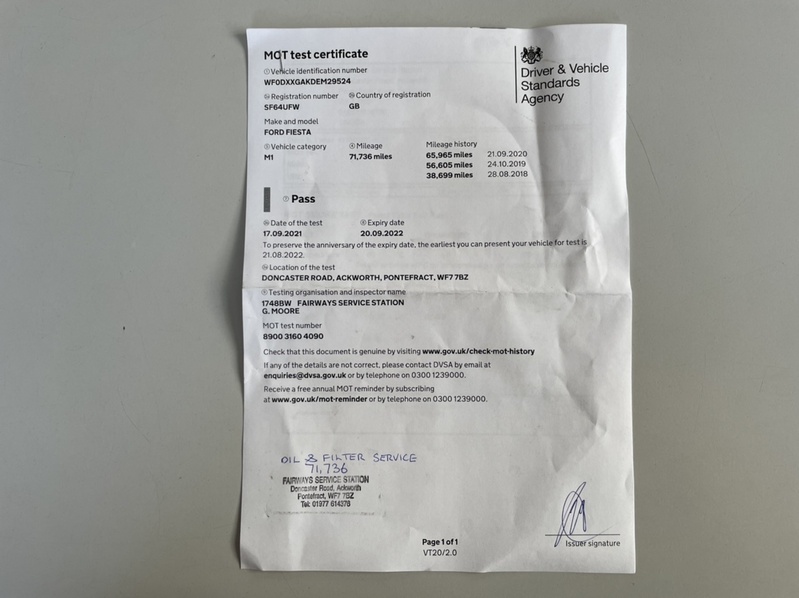 MOT test certificate
Driver & Vehicle
Standards
Agency
Vehicle identification number
WF0DXXGAKDEM29524
Registration number Country of registration
SF64UFW GB
Make and model
FORD FIESTA
Vehicle category Mileage Mileage history
M1 71,736 miles 65,965 miles 21.09.2020
56,605 miles 24.10.2019
38,699 miles 28.08.2018
Pass
Date of the test Expiry date
17.09.2021 20.09.2022
To preserve the anniversary of the expiry date, the earliest you can present your vehicle for test is
21.08.2022.
Location of the test
DONCASTER ROAD, ACKWORTH, PONTEFRACT, WF7 7BZ
Testing organisation and inspector name
1748BW FAIRWAYS SERVICE STATION
G. MOORE
MOT test number
8900 3160 4090
Check that this document is genuine by visiting www.gov.uk/check-mot-history
If any of the details are not correct, please contact DVSA by email at
enquiries@dvsa.gov.uk or by telephone on 0300 1239000.
Receive a free annual MOT reminder by subscribing
at www.gov.uk/mot-reminder or by telephone on 0300 1239000.
OIL & FILTER SERVICE
71,736
FAIRWAYS SERVICE STATION
Doncaster Road, Ackworth
Pontefract, WF7 7BZ
Tel: 01977 614378
Issuer signature
Page 1 of 1
VT20/2.0